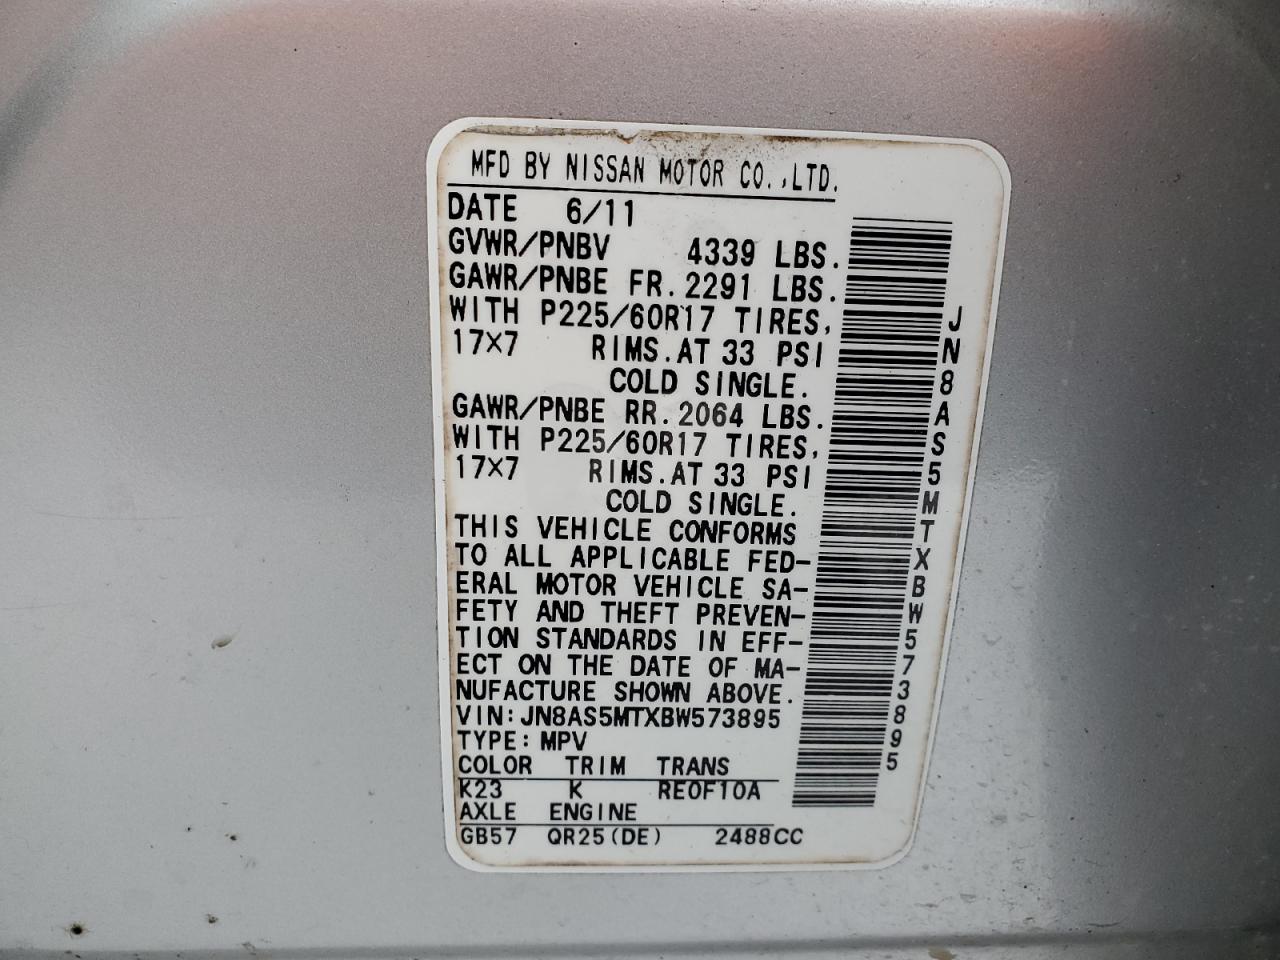 MFD BY NISSAN MOTOR CO.,LTD.
DATE 6/11
GVWR/PNBV 4339 LBS.
GAWR/PNBE FR. 2291 LBS.
WITH P225/60R17 TIRES,
17×7 RIMS. AT 33 PSI
COLD SINGLE.
GAWR/PNBE RR. 2064 LBS.
WITH P225/60R17 TIRES,
17×7 RIMS. AT 33 PSI
COLD SINGLE.
THIS VEHICLE CONFORMS
TO ALL APPLICABLE FED-
ERAL MOTOR VEHICLE SA-
FETY AND THEFT PREVEN-
TION STANDARDS IN EFF-
ECT ON THE DATE OF MA-
NUFACTURE SHOWN ABOVE.
VIN: JN8AS5MTXBW573895
TYPE: MPV
COLOR TRIM TRANS
K23 K RE0F10A
AXLE ENGINE
GB57 QR25(DE) 2488CC
JN8AS5MTXBW573895